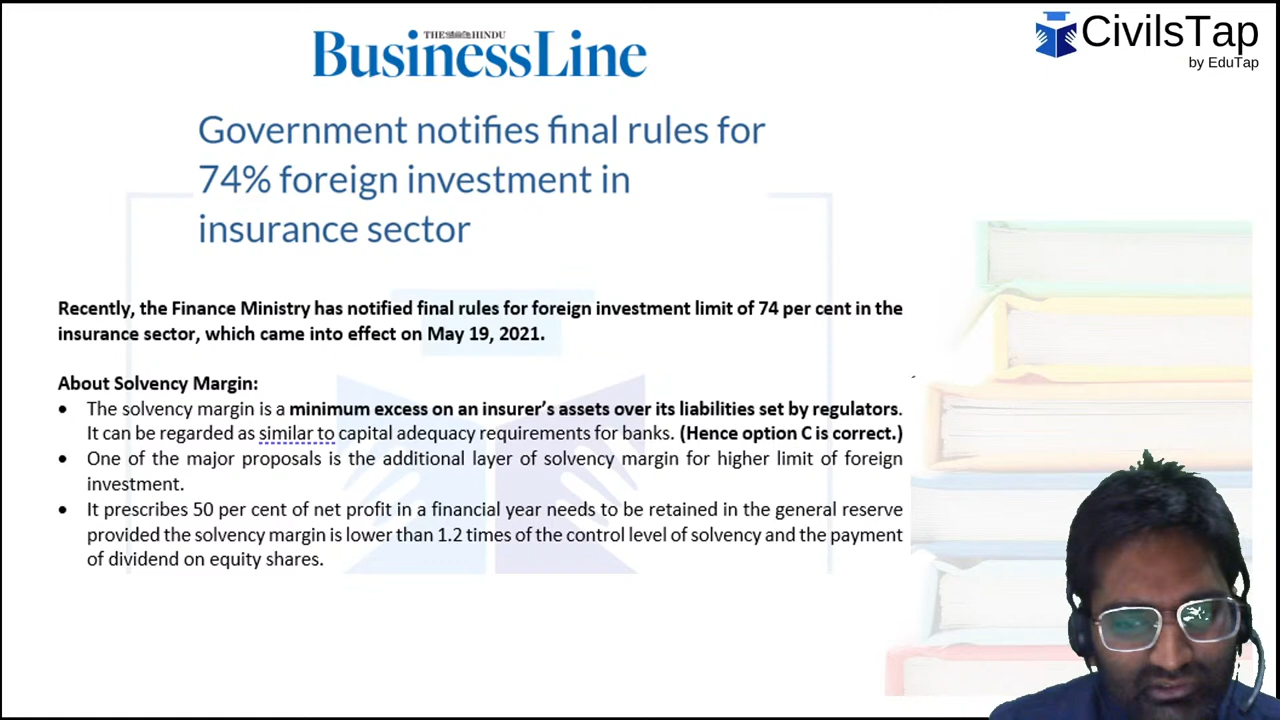 THE HINDU
BusinessLine
CivilsTap
by EduTap
Government notifies final rules for
74% foreign investment in
insurance sector
Recently, the Finance Ministry has notified final rules for foreign investment limit of 74 per cent in the
insurance sector, which came into effect on May 19, 2021.
About Solvency Margin:
• The solvency margin is a minimum excess on an insurer’s assets over its liabilities set by regulators.
It can be regarded as similar to capital adequacy requirements for banks. (Hence option C is correct.)
• One of the major proposals is the additional layer of solvency margin for higher limit of foreign
investment.
• It prescribes 50 per cent of net profit in a financial year needs to be retained in the general reserve
provided the solvency margin is lower than 1.2 times of the control level of solvency and the payment
of dividend on equity shares.